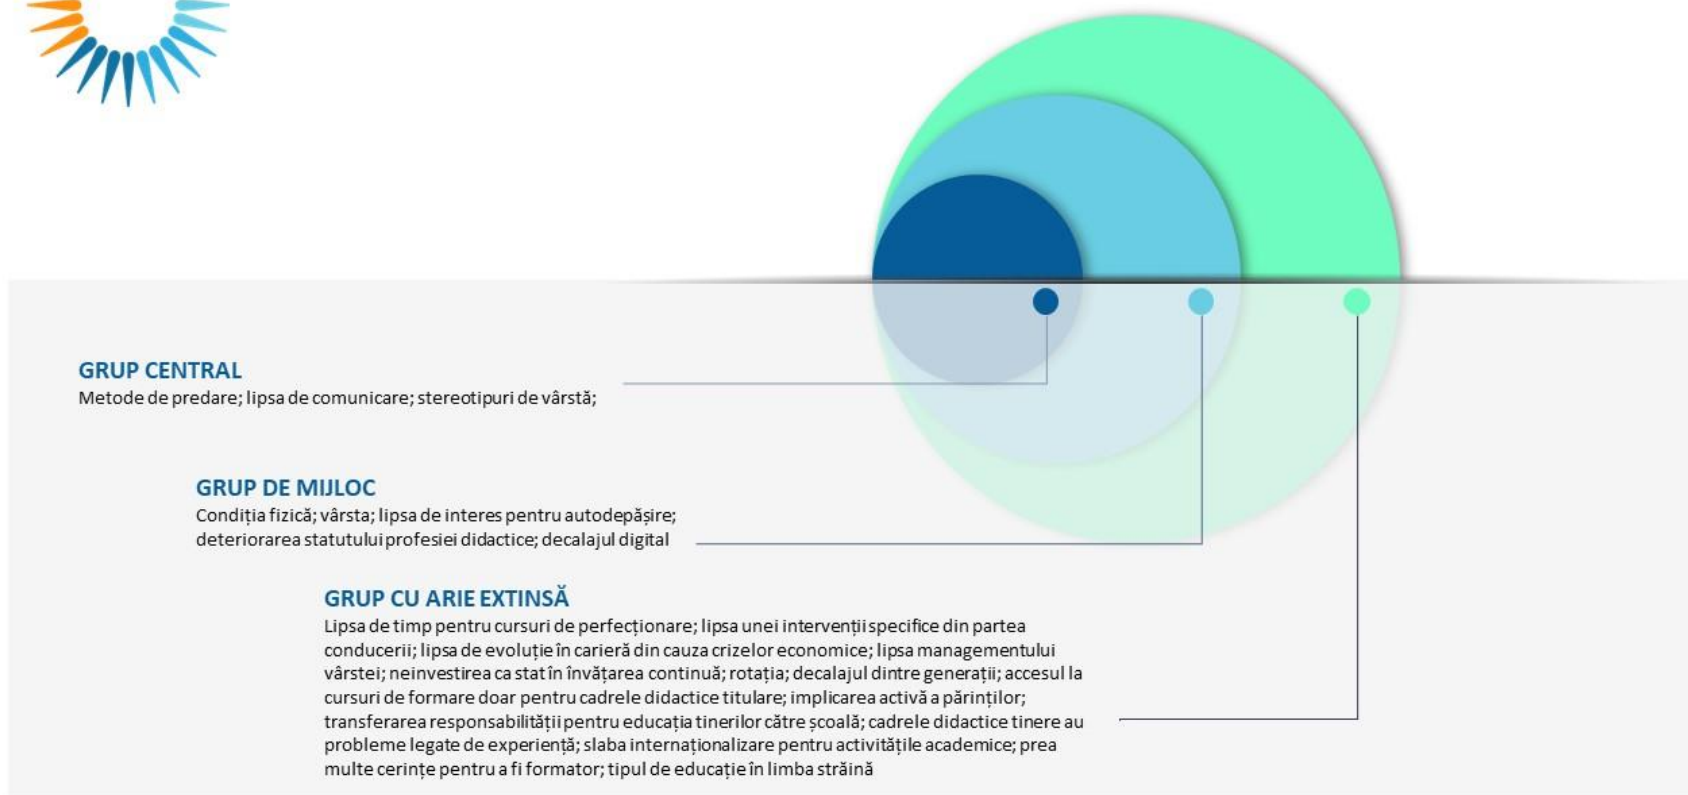 GRUP CENTRAL
Metode de predare; lipsa de comunicare; stereotipuri de vârstă;
GRUP DE MIJLOC
Condiția fizică; vârsta; lipsa de interes pentru autodepășire;
deteriorarea statutului profesiei didactice; decalajul digital
GRUP CU ARIE EXTINSĂ
Lipsa de timp pentru cursuri de perfecționare; lipsa unei intervenții specifice din partea
conducerii; lipsa de evoluție în carieră din cauza crizelor economice; lipsa managementului
vârstei; neinvestirea ca stat în învățarea continuă; rotația; decalajul dintre generații; accesul la
cursuri de formare doar pentru cadrele didactice titulare; implicarea activă a părinților;
transferarea responsabilității pentru educația tinerilor către școală; cadrele didactice tinere au
probleme legate de experiență; slaba internaționalizare pentru activitățile academice; prea
multe cerințe pentru a fi formator; tipul de educație în limba străină